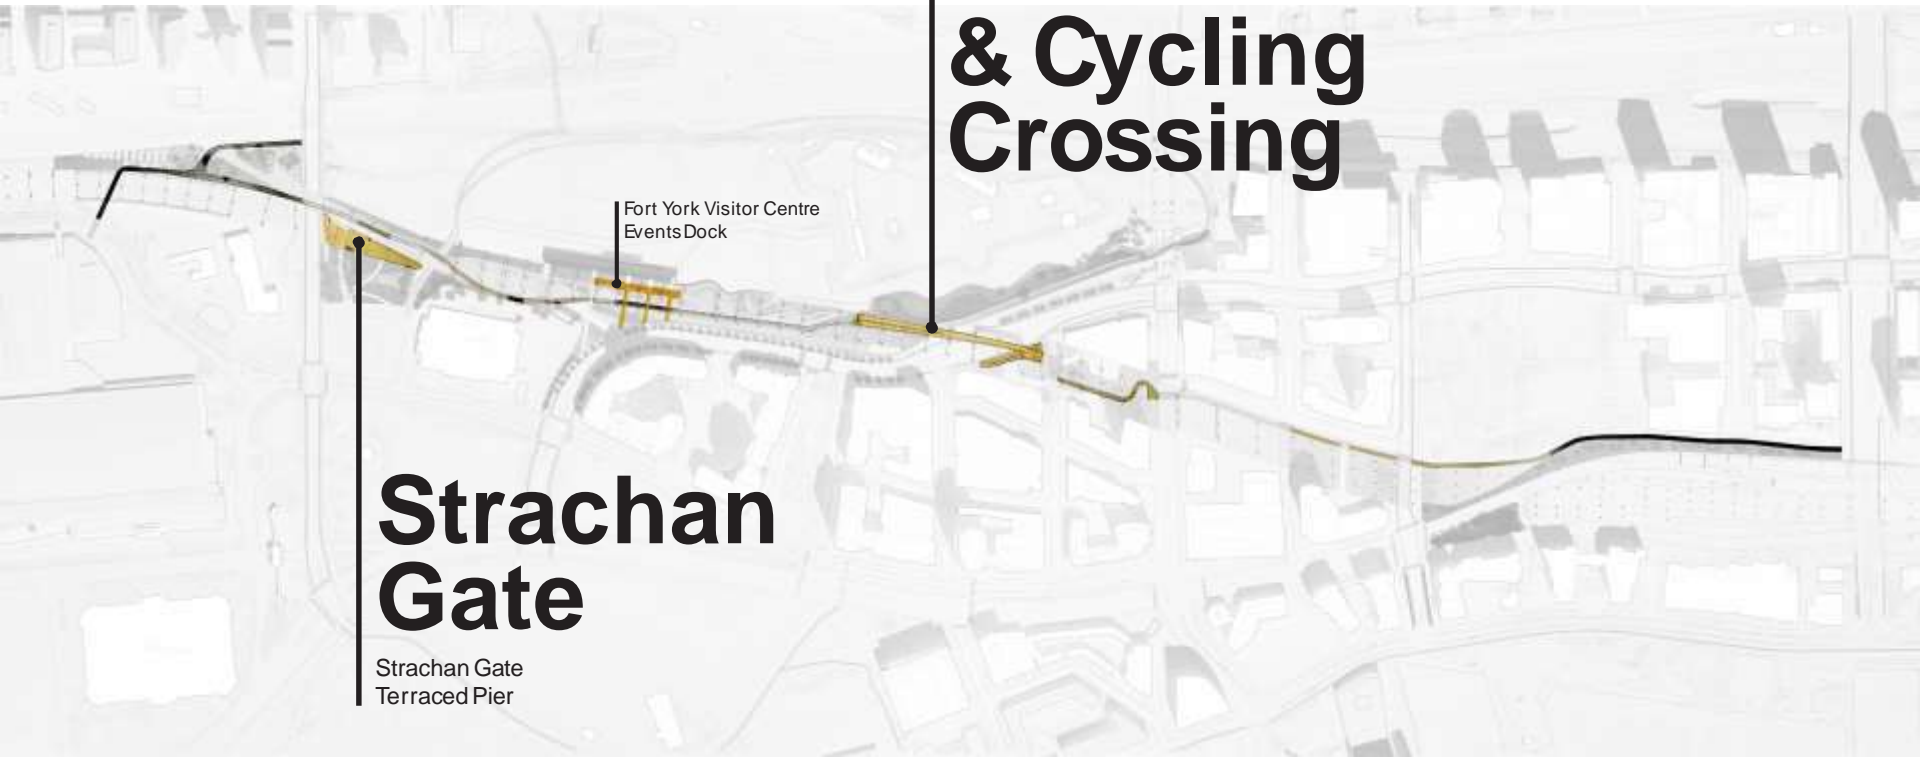 & Cycling
Crossing
Fort York Visitor Centre
Events Dock
Strachan
Gate
Strachan Gate
Terraced Pier